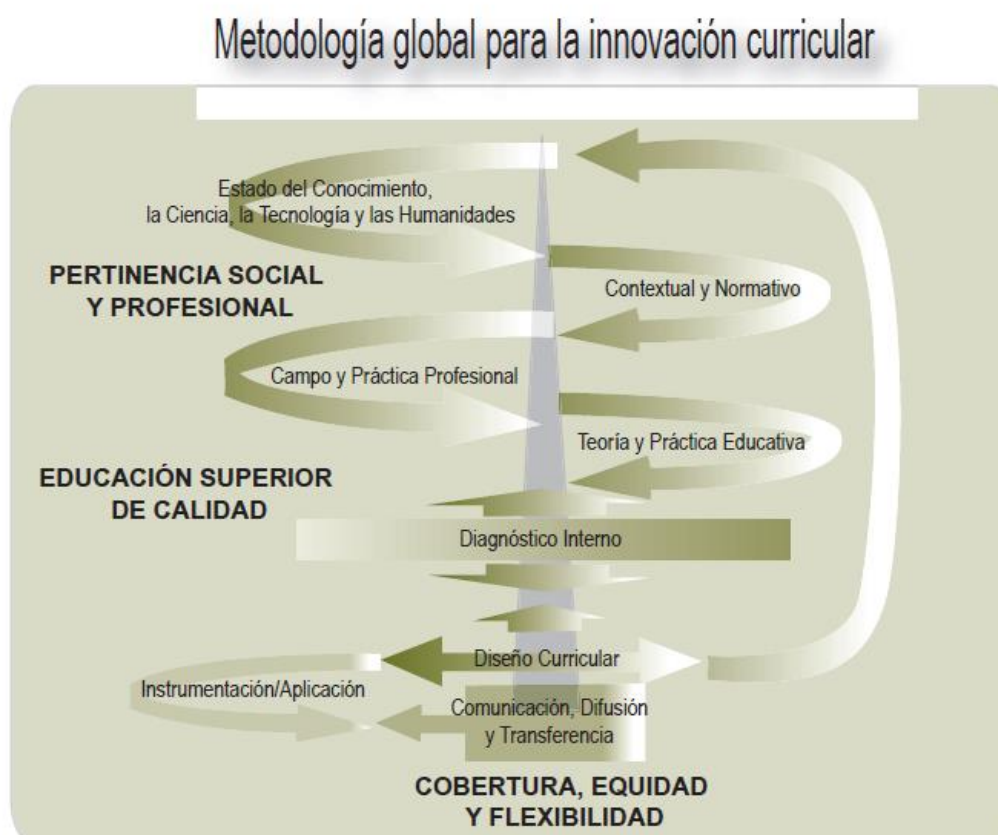 Metodología global para la innovación curricular
Estado del Conocimiento,
la Ciencia, la Tecnología y las Humanidades
PERTINENCIA SOCIAL
Y PROFESIONAL
Contextual y Normativo
Campo y Práctica Profesional
Teoría y Práctica Educativa
EDUCACIÓN SUPERIOR
DE CALIDAD
Diagnóstico Interno
Diseño Curricular
Instrumentación/Aplicación
Comunicación, Difusión
y Transferencia
COBERTURA, EQUIDAD
Y FLEXIBILIDAD